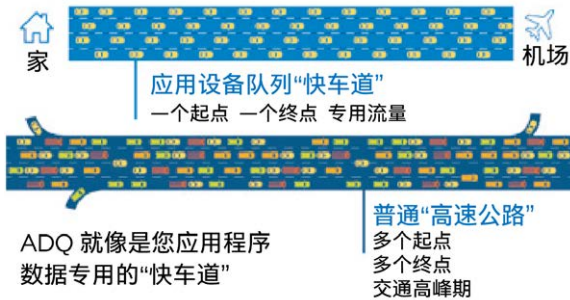 家
机场
应用设备队列“快车道”
一个起点 一个终点 专用流量
普通“高速公路”
多个起点
多个终点
交通高峰期
ADQ 就像是您应用程序
数据专用的“快车道”